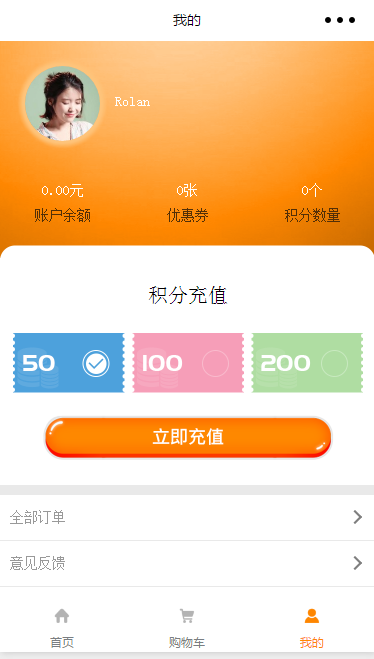 我的
Rolan
0.00元 0张 0个
账户余额 优惠券 积分数量
积分充值
50 100 200
立即充值
全部订单
意见反馈
首页 购物车 我的